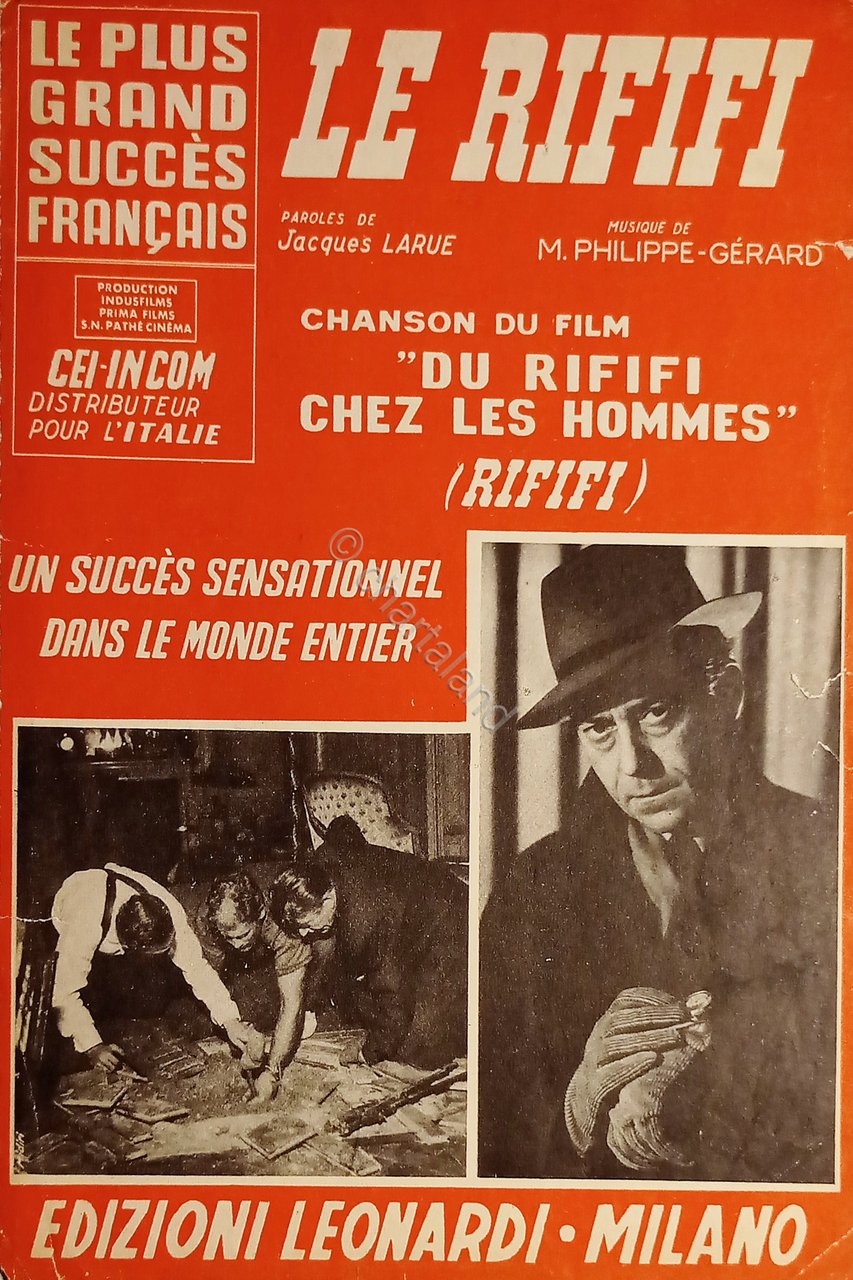 LE PLUS
GRAND
SUCCÈS
FRANÇAIS
LE RIFIFI
PAROLES DE
Jacques LARUE
MUSIQUE DE
M. PHILIPPE-GÉRARD
PRODUCTION
INDUSFILMS
PRIMA FILMS
S.N. PATHÉ CINÉMA
CEI-INCOM
DISTRIBUTEUR
POUR L'ITALIE
CHANSON DU FILM
"DU RIFIFI
CHEZ LES HOMMES"
(RIFIFI)
UN SUCCÈS SENSATIONNEL
DANS LE MONDE ENTIER
© chartaland
EDIZIONI LEONARDI • MILANO